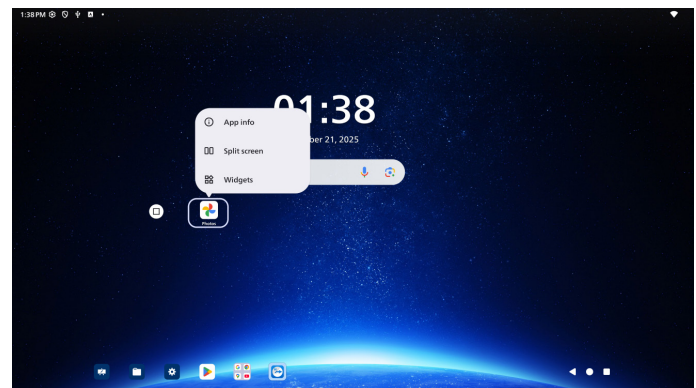 1:38 PM
01:38
ber 21, 2025
App info
Split screen
Widgets
Photos